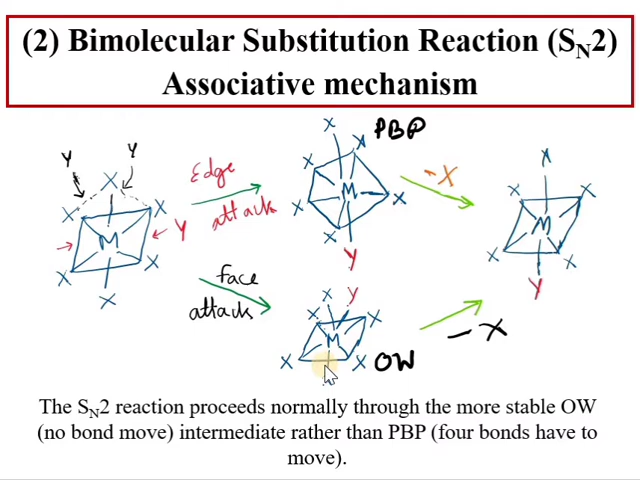 (2) Bimolecular Substitution Reaction (SN2)
Associative mechanism
X
PBP
Y Y
X
X
Edge
-X
X
X X
X
X X
M
X
M
X
M
Y
attack
X
Y
X X
X
X
face
Y
X
Y
attack
X
X
X
M
-X
X
X
OW
The SN2 reaction proceeds normally through the more stable OW
(no bond move) intermediate rather than PBP (four bonds have to
move).